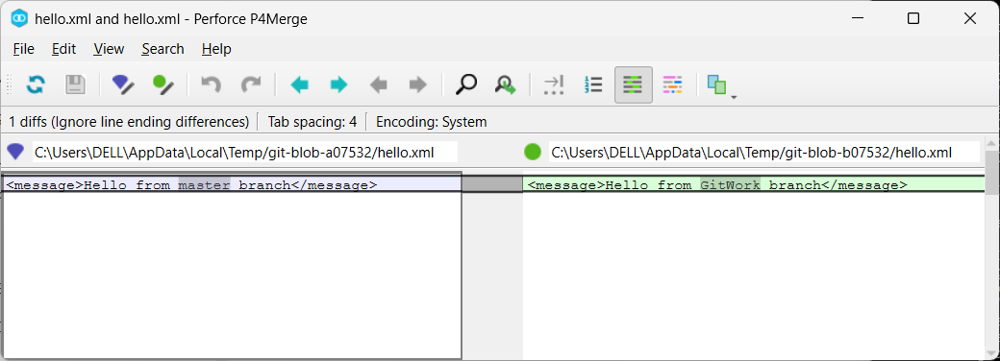 hello.xml and hello.xml - Perforce P4Merge
File Edit View Search Help
1 diffs (Ignore line ending differences) Tab spacing: 4 Encoding: System
C:\Users\DELL\AppData\Local\Temp/git-blob-a07532/hello.xml C:\Users\DELL\AppData\Local\Temp/git-blob-b07532/hello.xml
<message>Hello from master branch</message> <message>Hello from GitWork branch</message>